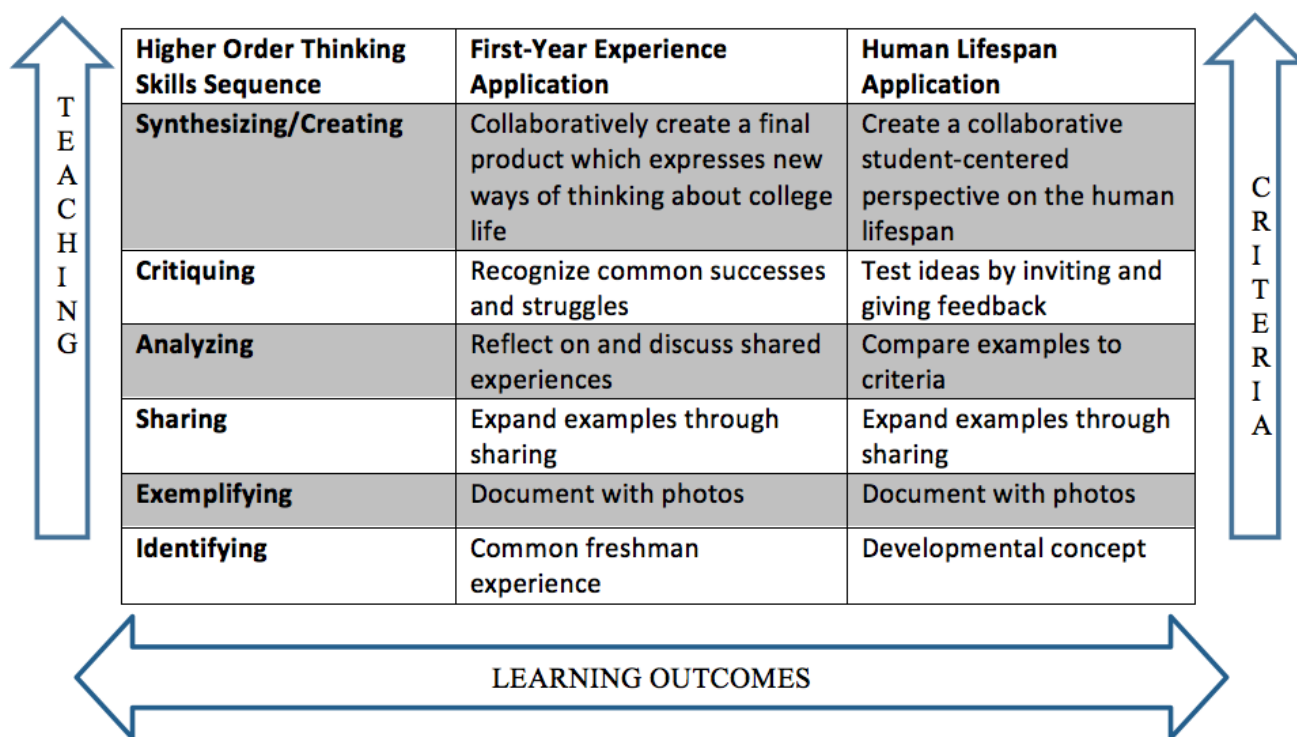 TEACHING
Higher Order Thinking
Skills Sequence
First-Year Experience
Application
Human Lifespan
Application
Synthesizing/Creating
Collaboratively create a final
product which expresses new
ways of thinking about college
life
Create a collaborative
student-centered
perspective on the human
lifespan
Critiquing
Recognize common successes
and struggles
Test ideas by inviting and
giving feedback
Analyzing
Reflect on and discuss shared
experiences
Compare examples to
criteria
Sharing
Expand examples through
sharing
Expand examples through
sharing
Exemplifying
Document with photos
Document with photos
Identifying
Common freshman
experience
Developmental concept
CRITERIA
LEARNING OUTCOMES